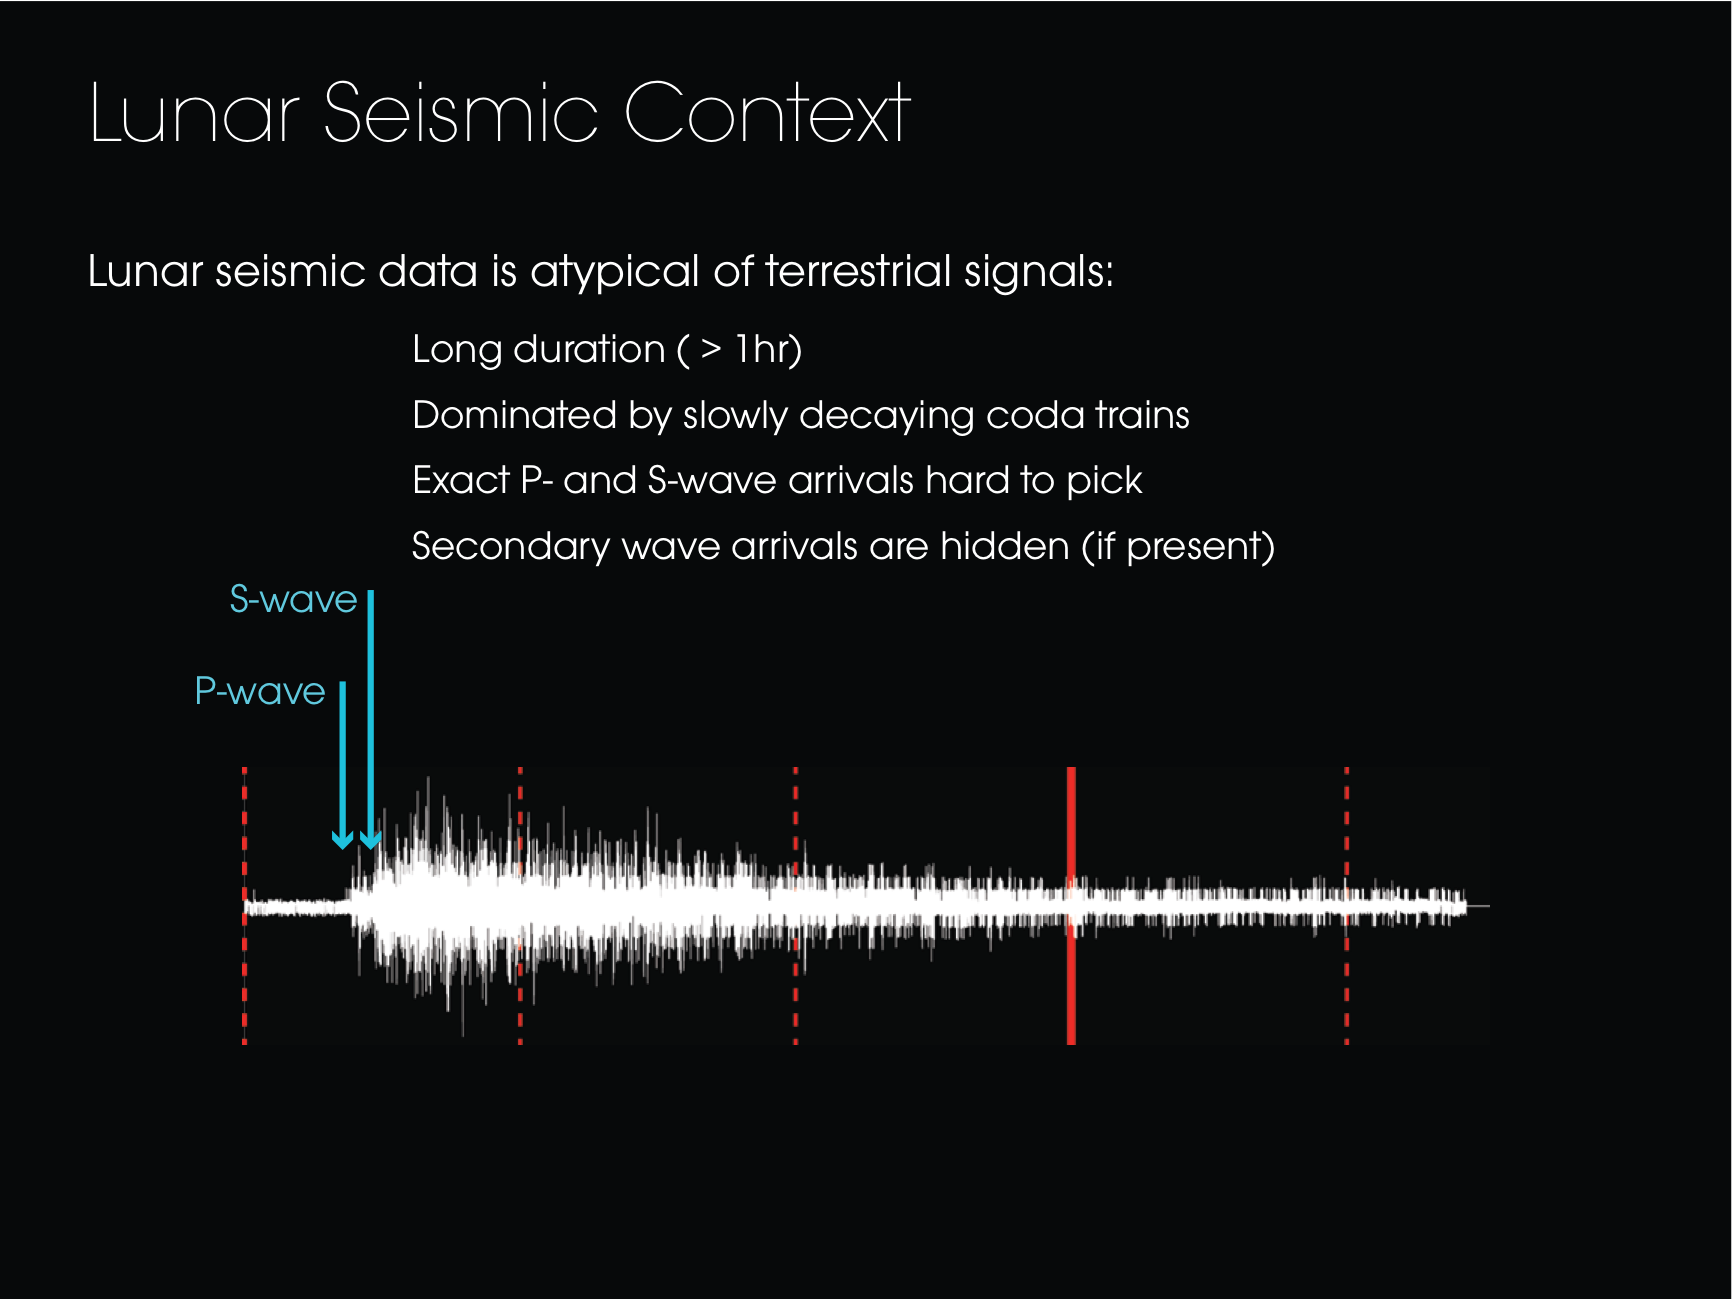 Lunar Seismic Context
Lunar seismic data is atypical of terrestrial signals:
Long duration ( > 1hr)
Dominated by slowly decaying coda trains
Exact P- and S-wave arrivals hard to pick
Secondary wave arrivals are hidden (if present)
S-wave
P-wave